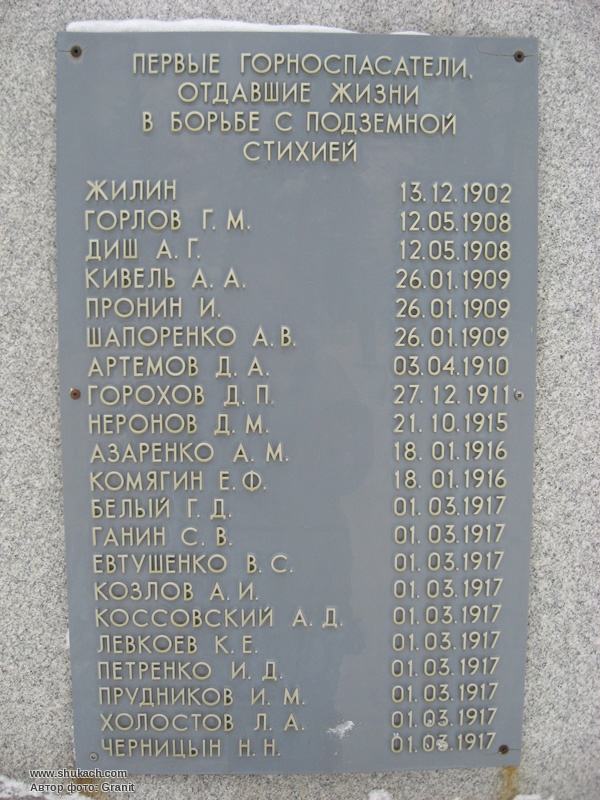 ПЕРВЫЕ ГОРНОСПАСАТЕЛИ,
ОТДАВШИЕ ЖИЗНИ
В БОРЬБЕ С ПОДЗЕМНОЙ
СТИХИЕЙ
ЖИЛИН 13.12.1902
ГОРЛОВ Г. М. 12.05.1908
ДИШ А. Г. 12.05.1908
КИВЕЛЬ А. А. 26.01.1909
ПРОНИН И. 26.01.1909
ШАПОРЕНКО А. В. 26.01.1909
АРТЕМОВ Д. А. 03.04.1910
ГОРОХОВ Д. П. 27.12.1911
НЕРОНОВ Д. М. 21.10.1915
АЗАРЕНКО А. М. 18.01.1916
КОМЯГИН Е. Ф. 18.01.1916
БЕЛЫЙ Г. Д. 01.03.1917
ГАНИН С. В. 01.03.1917
ЕВТУШЕНКО В. С. 01.03.1917
КОЗЛОВ А. И. 01.03.1917
КОССОВСКИЙ А. Д. 01.03.1917
ЛЕВКОЕВ К. Е. 01.03.1917
ПЕТРЕНКО И. Д. 01.03.1917
ПРУДНИКОВ И. М. 01.03.1917
ХОЛОСТОВ Л. А. 01.03.1917
ЧЕРНИЦЫН Н. Н. 01.03.1917
www.shukach.com
Автор фото: Granit